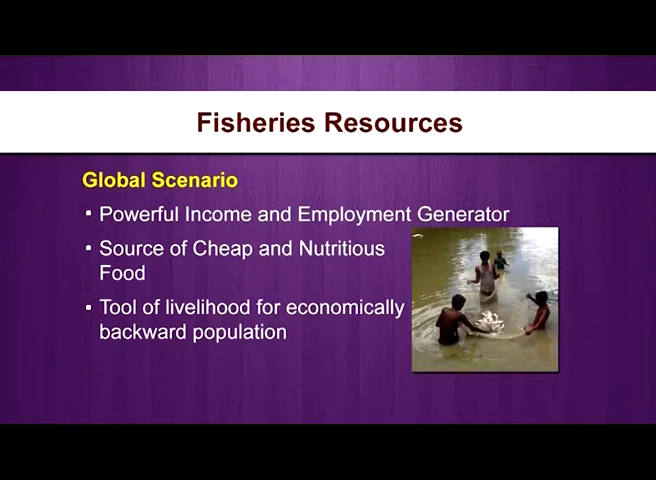 Fisheries Resources
Global Scenario
▪ Powerful Income and Employment Generator
▪ Source of Cheap and Nutritious
Food
▪ Tool of livelihood for economically
backward population